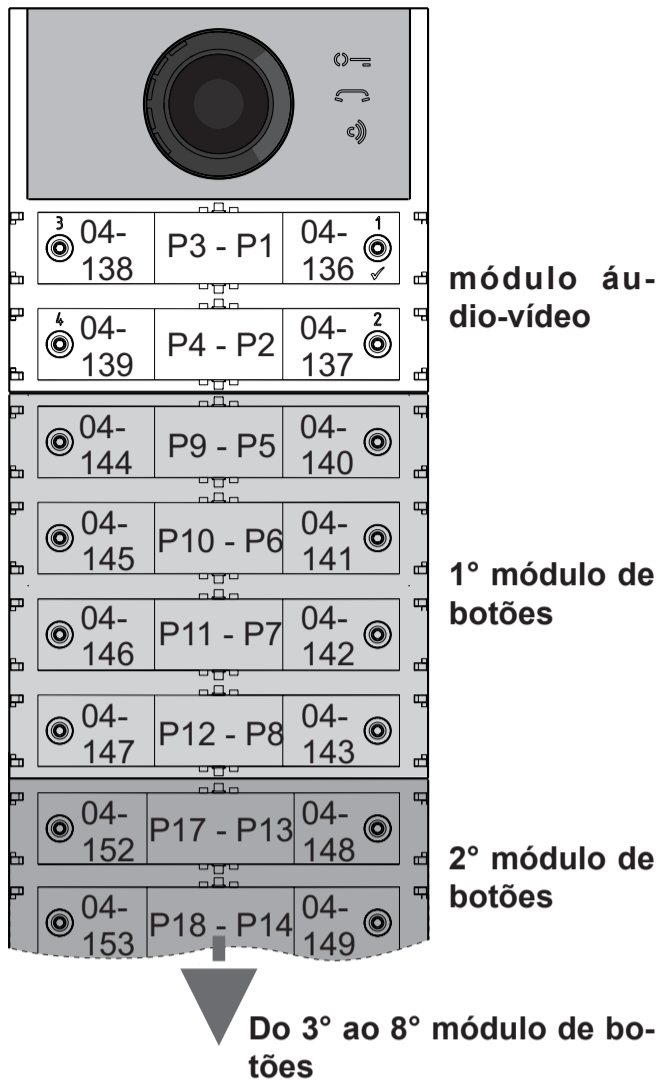 3 04-138 P3 - P1 04-136 1 ✓
4 04-139 P4 - P2 04-137 2
módulo áu-
dio-vídeo
04-144 P9 - P5 04-140
04-145 P10 - P6 04-141
04-146 P11 - P7 04-142
04-147 P12 - P8 04-143
1° módulo de
botões
04-152 P17 - P13 04-148
04-153 P18 - P14 04-149
2° módulo de
botões
Do 3° ao 8° módulo de bo-
tões